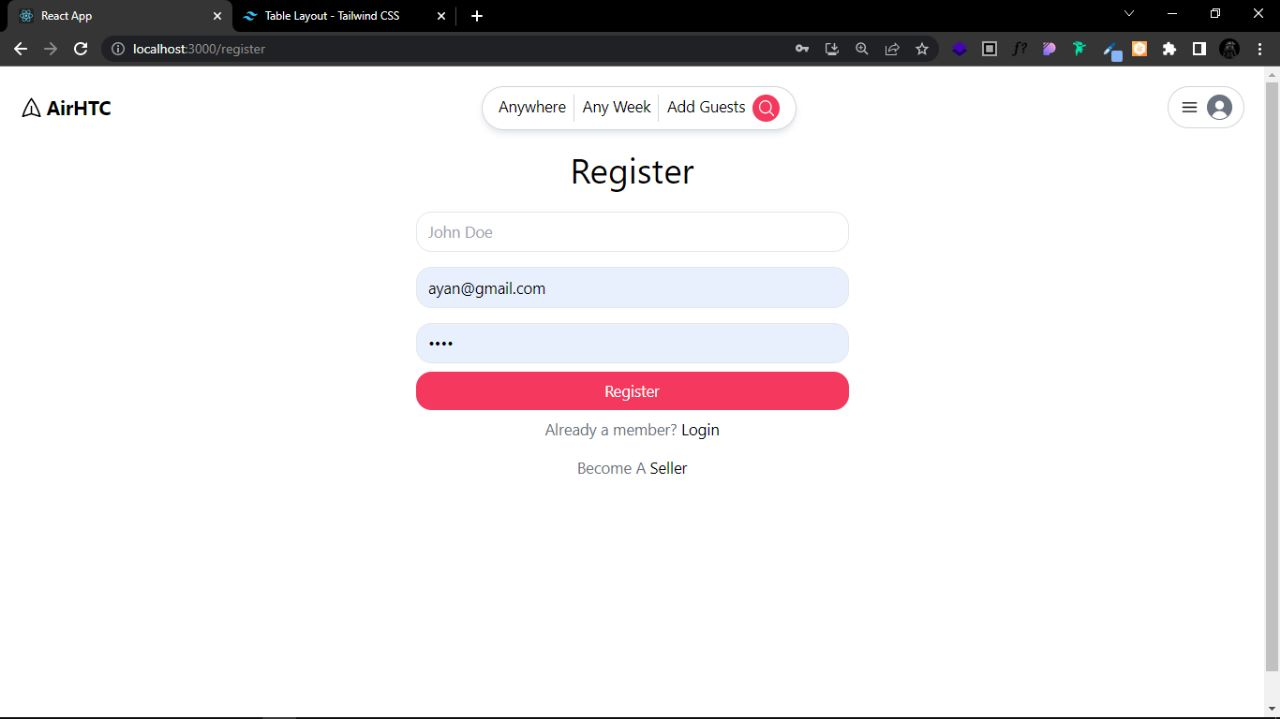 React App
Table Layout - Tailwind CSS
localhost:3000/register
AirHTC
Anywhere Any Week Add Guests
Register
John Doe
ayan@gmail.com
••••
Register
Already a member? Login
Become A Seller